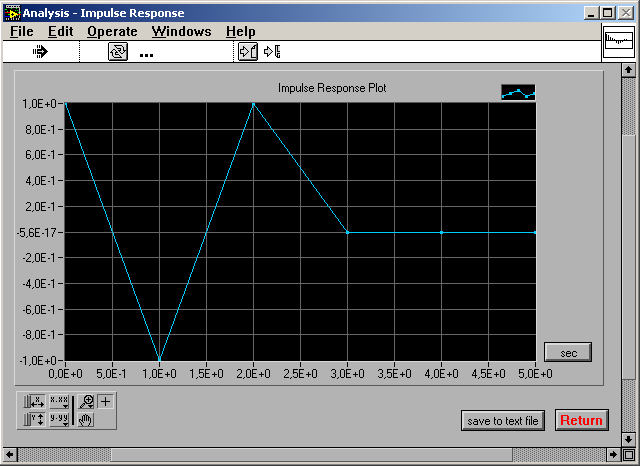 Analysis - Impulse Response
File Edit Operate Windows Help
...
Impulse Response Plot
1,0E+0
8,0E-1
6,0E-1
4,0E-1
2,0E-1
-5,6E-17
-2,0E-1
-4,0E-1
-6,0E-1
-8,0E-1
-1,0E+0
0,0E+0 5,0E-1 1,0E+0 1,5E+0 2,0E+0 2,5E+0 3,0E+0 3,5E+0 4,0E+0 4,5E+0 5,0E+0
sec
X x.xx
Y y.yy
save to text file
Return